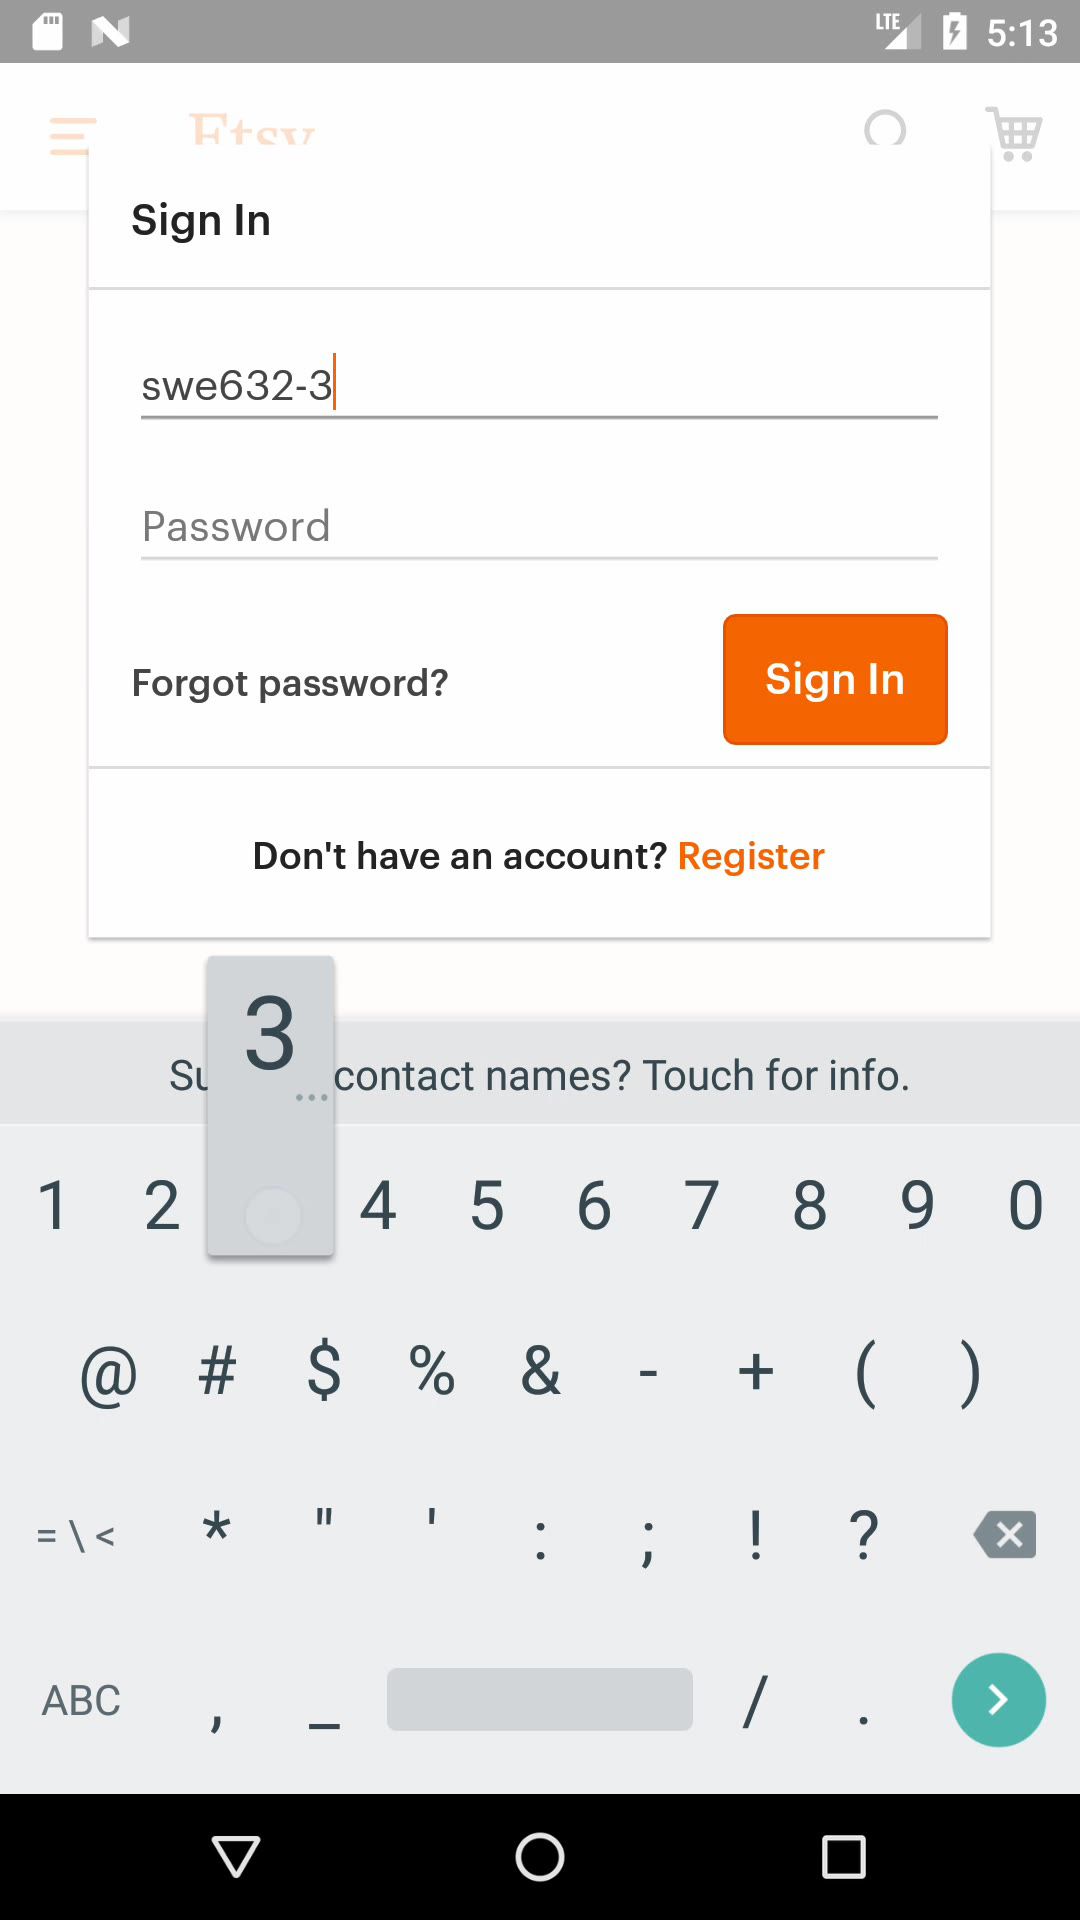 LTE 5:13
Etsy
Sign In
swe632-3
Password
Forgot password? Sign In
Don't have an account? Register
3
contact names? Touch for info.
1 2 4 5 6 7 8 9 0
@ # $ % & - + ( )
= \ < * " ' : ; ! ?
ABC , _ / .